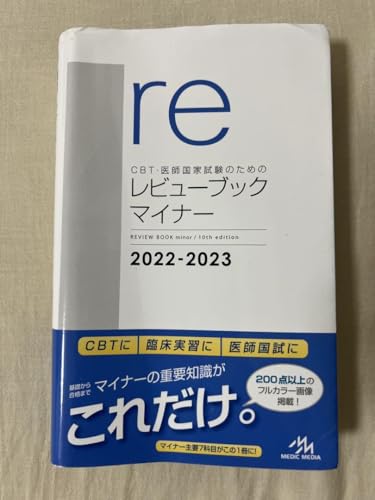 re
CBT・医師国家試験のための
レビューブック
マイナー
REVIEW BOOK minor / 10th edition
2022-2023
CBTに 臨床実習に 医師国試に
基礎から
合格まで
マイナーの重要知識が
これだけ。
200点以上の
フルカラー画像
掲載！
マイナー主要7科目がこの1冊に!
MEDIC MEDIA